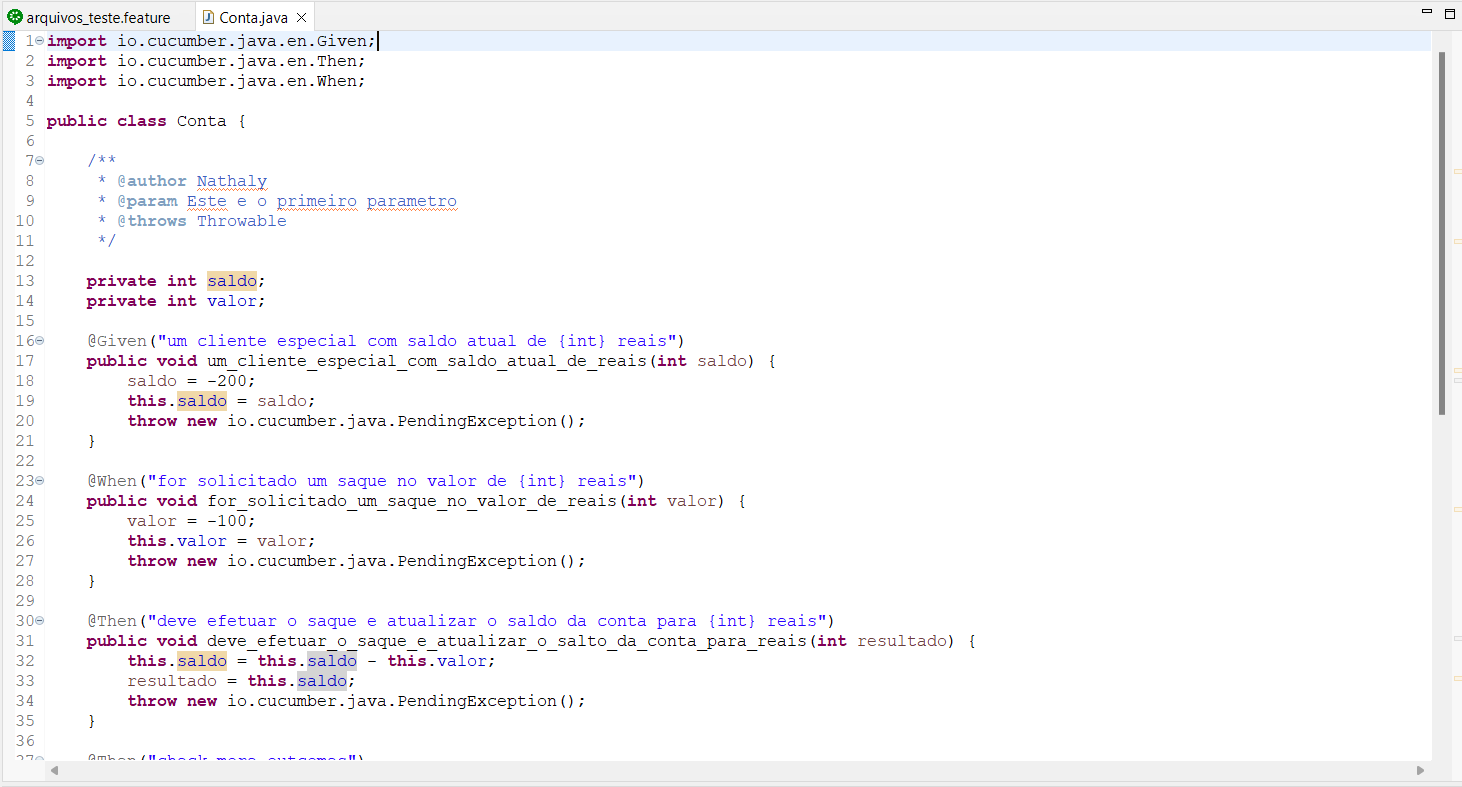 arquivos_teste.feature Conta.java
1 import io.cucumber.java.en.Given;
2 import io.cucumber.java.en.Then;
3 import io.cucumber.java.en.When;
4
5 public class Conta {
6
7 /**
8 * @author Nathaly
9 * @param Este e o primeiro parametro
10 * @throws Throwable
11 */
12
13 private int saldo;
14 private int valor;
15
16 @Given("um cliente especial com saldo atual de {int} reais")
17 public void um_cliente_especial_com_saldo_atual_de_reais(int saldo) {
18 saldo = -200;
19 this.saldo = saldo;
20 throw new io.cucumber.java.PendingException();
21 }
22
23 @When("for solicitado um saque no valor de {int} reais")
24 public void for_solicitado_um_saque_no_valor_de_reais(int valor) {
25 valor = -100;
26 this.valor = valor;
27 throw new io.cucumber.java.PendingException();
28 }
29
30 @Then("deve efetuar o saque e atualizar o saldo da conta para {int} reais")
31 public void deve_efetuar_o_saque_e_atualizar_o_salto_da_conta_para_reais(int resultado) {
32 this.saldo = this.saldo - this.valor;
33 resultado = this.saldo;
34 throw new io.cucumber.java.PendingException();
35 }
36
37 @Then("check more outcomes")